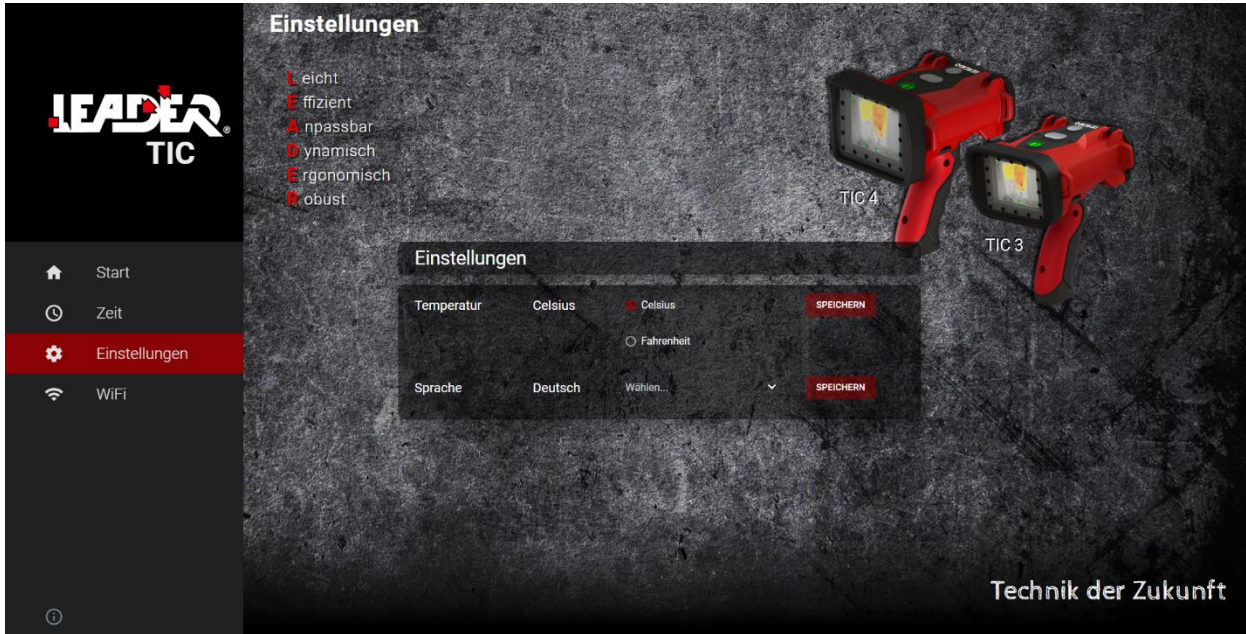 LEADER®
TIC
Start
Zeit
Einstellungen
WiFi
Einstellungen
Leicht
Effizient
Anpassbar
Dynamisch
Ergonomisch
Robust
TIC 4
TIC 3
Einstellungen
Temperatur Celsius Celsius SPEICHERN
Fahrenheit
Sprache Deutsch Wählen... SPEICHERN
Technik der Zukunft